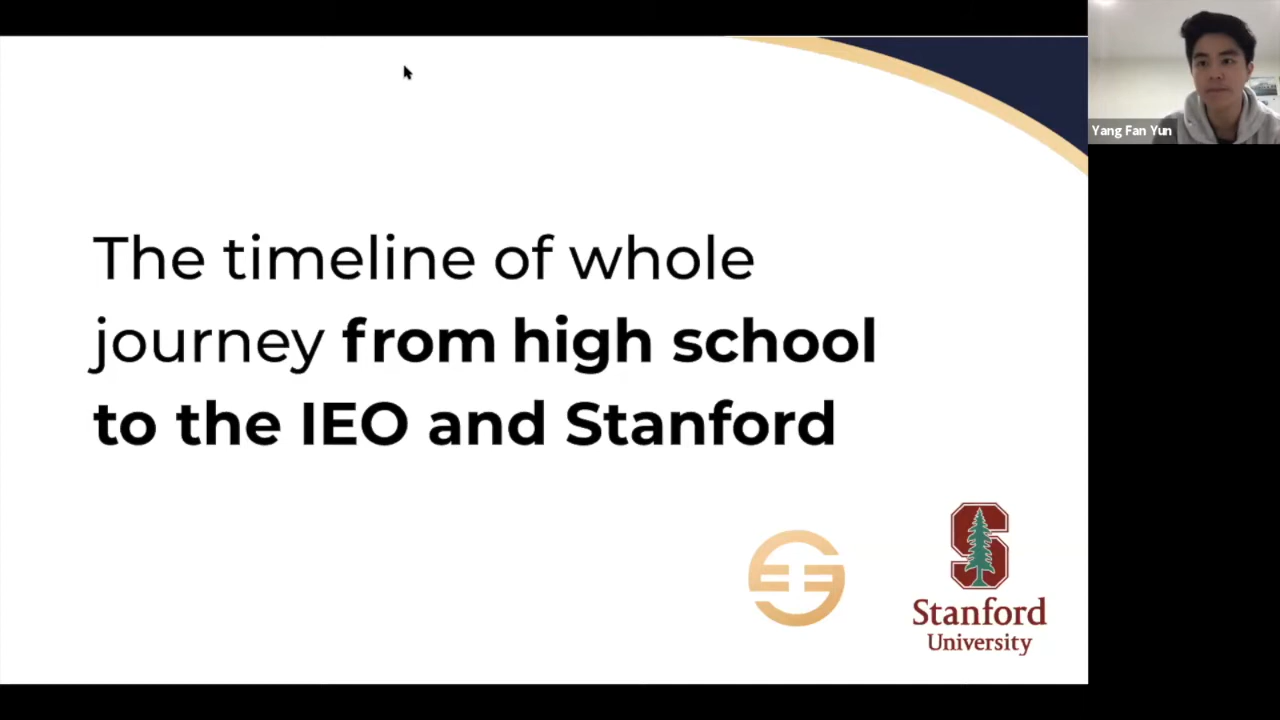 Yang Fan Yun
The timeline of whole
journey from high school
to the IEO and Stanford
Stanford
University